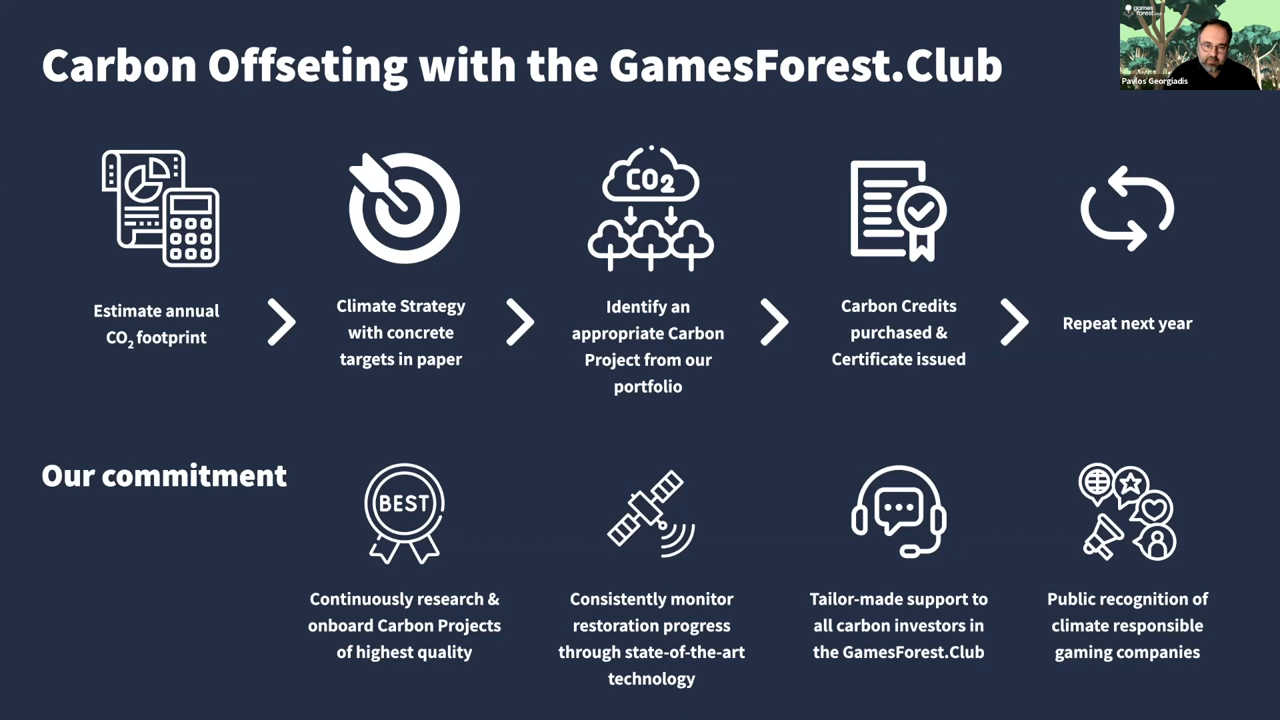 Carbon Offseting with the GamesForest.Club
games
forest.club
Pavlos Georgiadis
CO2
Estimate annual
CO2 footprint
Climate Strategy
with concrete
targets in paper
Identify an
appropriate Carbon
Project from our
portfolio
Carbon Credits
purchased &
Certificate issued
Repeat next year
Our commitment
BEST
Continuously research &
onboard Carbon Projects
of highest quality
Consistently monitor
restoration progress
through state-of-the-art
technology
Tailor-made support to
all carbon investors in
the GamesForest.Club
Public recognition of
climate responsible
gaming companies